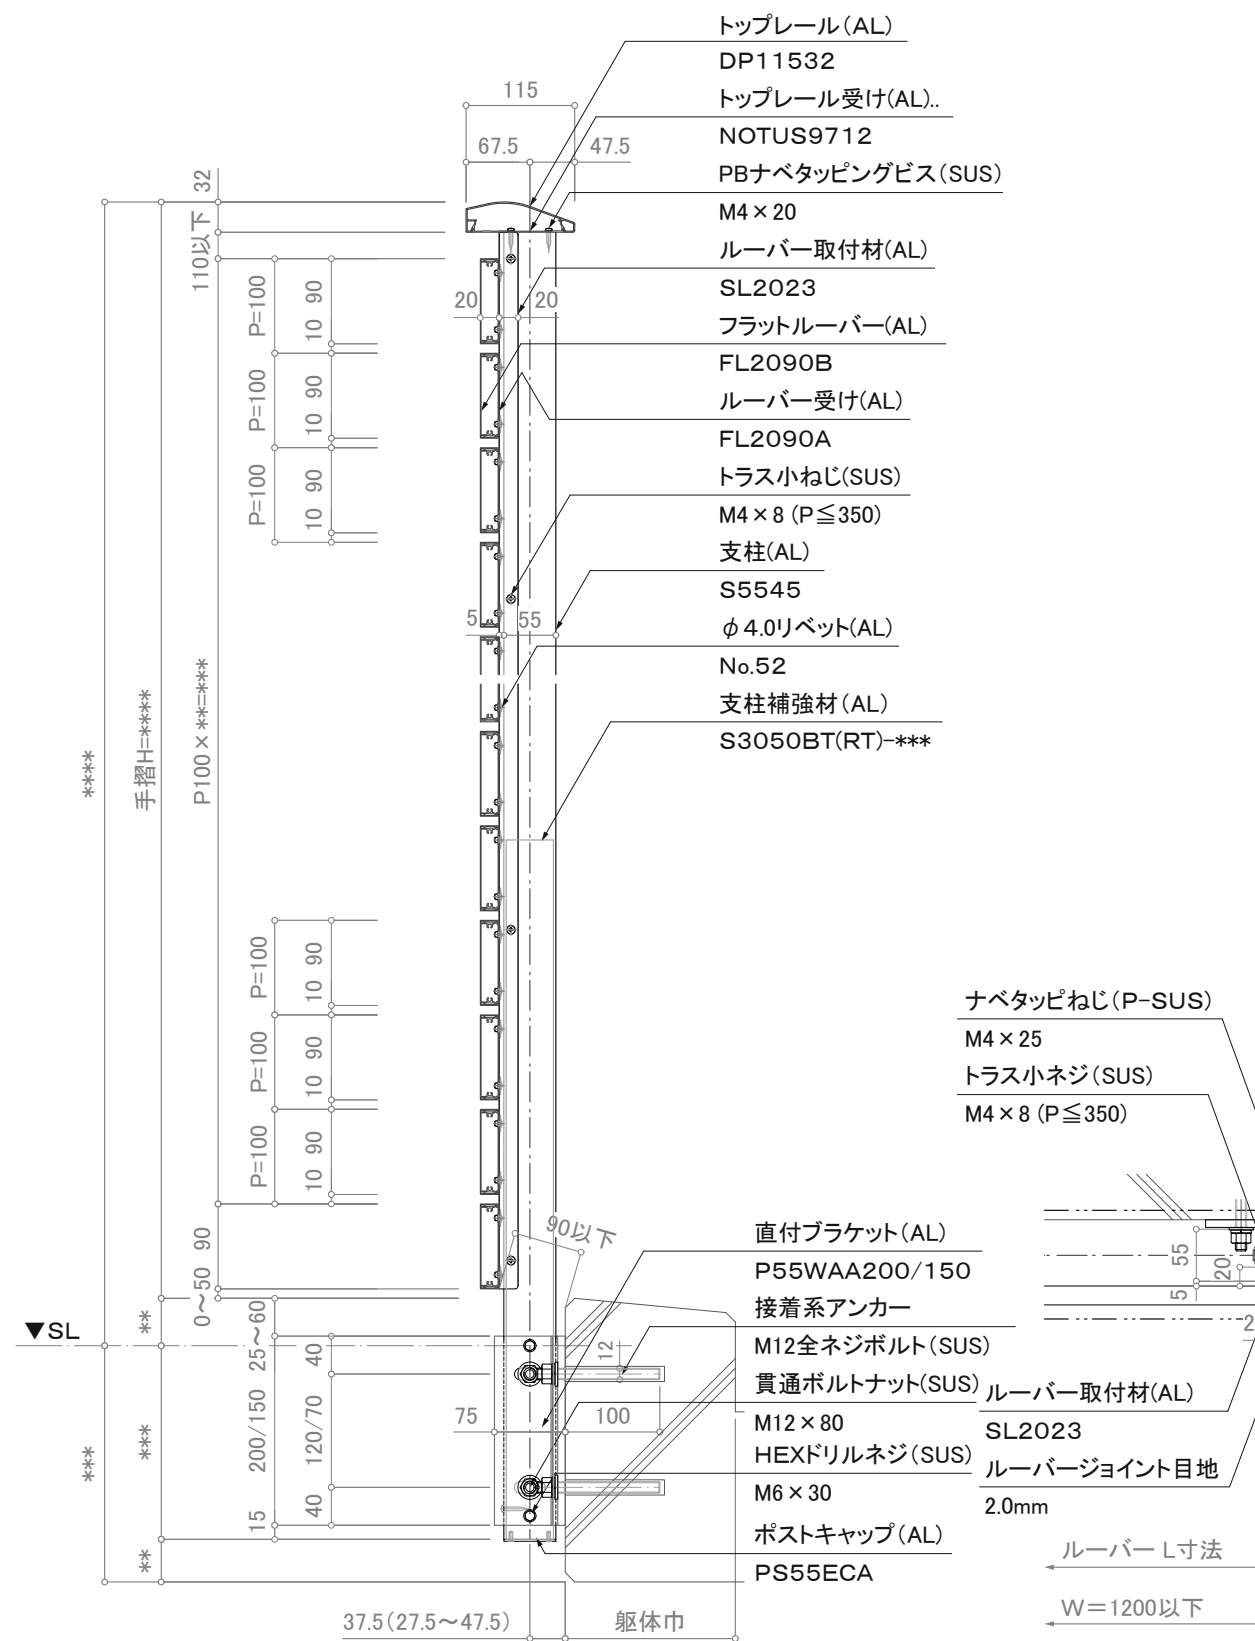 トップレール(AL)
DP11532
トップレール受け(AL)..
NOTUS9712
PBナベタッピングビス(SUS)
M4×20
ルーバー取付材(AL)
SL2023
フラットルーバー(AL)
FL2090B
ルーバー受け(AL)
FL2090A
トラス小ねじ(SUS)
M4×8 (P≦350)
支柱(AL)
S5545
φ4.0リベット(AL)
No.52
支柱補強材(AL)
S3050BT(RT)-***
115
67.5
47.5
32
110以下
P=100
10 90
P=100
10 90
P=100
10 90
20
20
5
55
****
手摺H=****
P100×**=****
P=100
10 90
P=100
10 90
P=100
10 90
0～50 90
90以下
▼SL
**
25～60
40
***
***
200/150
120/70
15
40
**
75
100
12
37.5(27.5～47.5)
躯体巾
直付ブラケット(AL)
P55WAA200/150
接着系アンカー
M12全ネジボルト(SUS)
貫通ボルトナット(SUS)
M12×80
HEXドリルネジ(SUS)
M6×30
ポストキャップ(AL)
PS55ECA
ナベタッピねじ(P-SUS)
M4×25
トラス小ネジ(SUS)
M4×8 (P≦350)
55
20
5
2
ルーバー取付材(AL)
SL2023
ルーバージョイント目地
2.0mm
ルーバー L寸法
W=1200以下